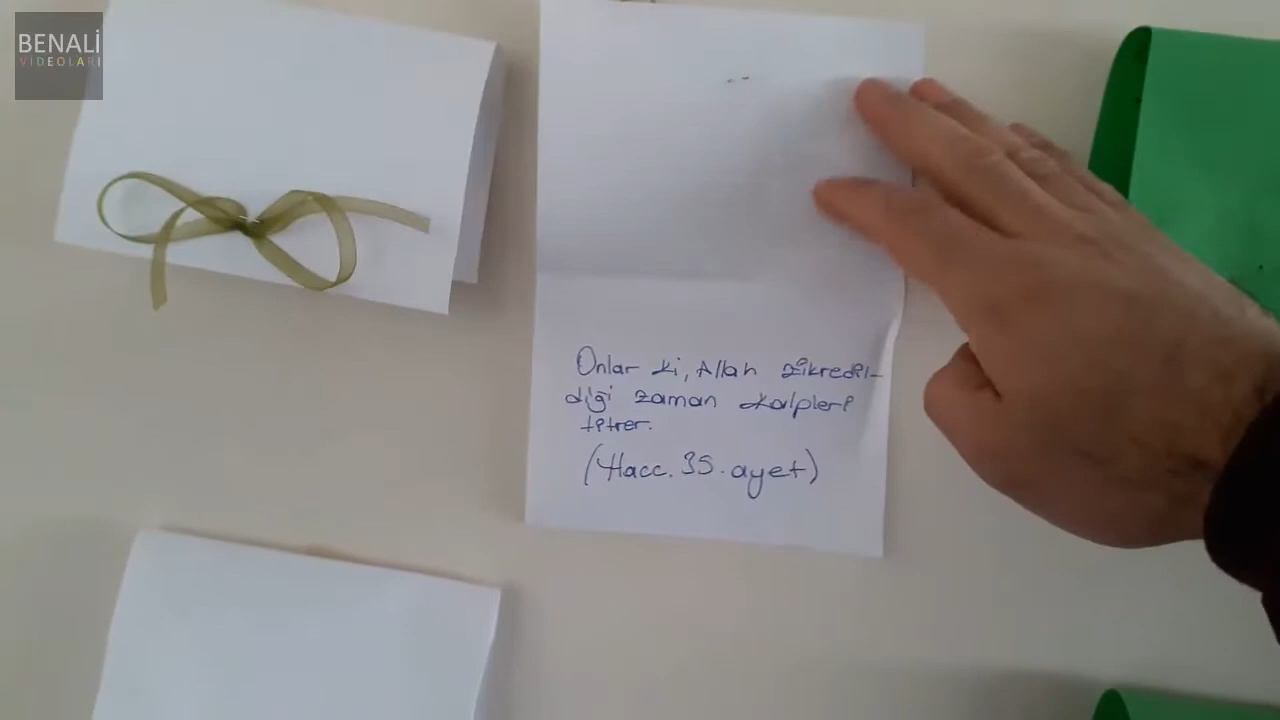 BENALİ
VİDEOLARI
Onlar ki, Allah zikredil-
diği zaman kalpleri
titrer.
(Hacc. 35. ayet)